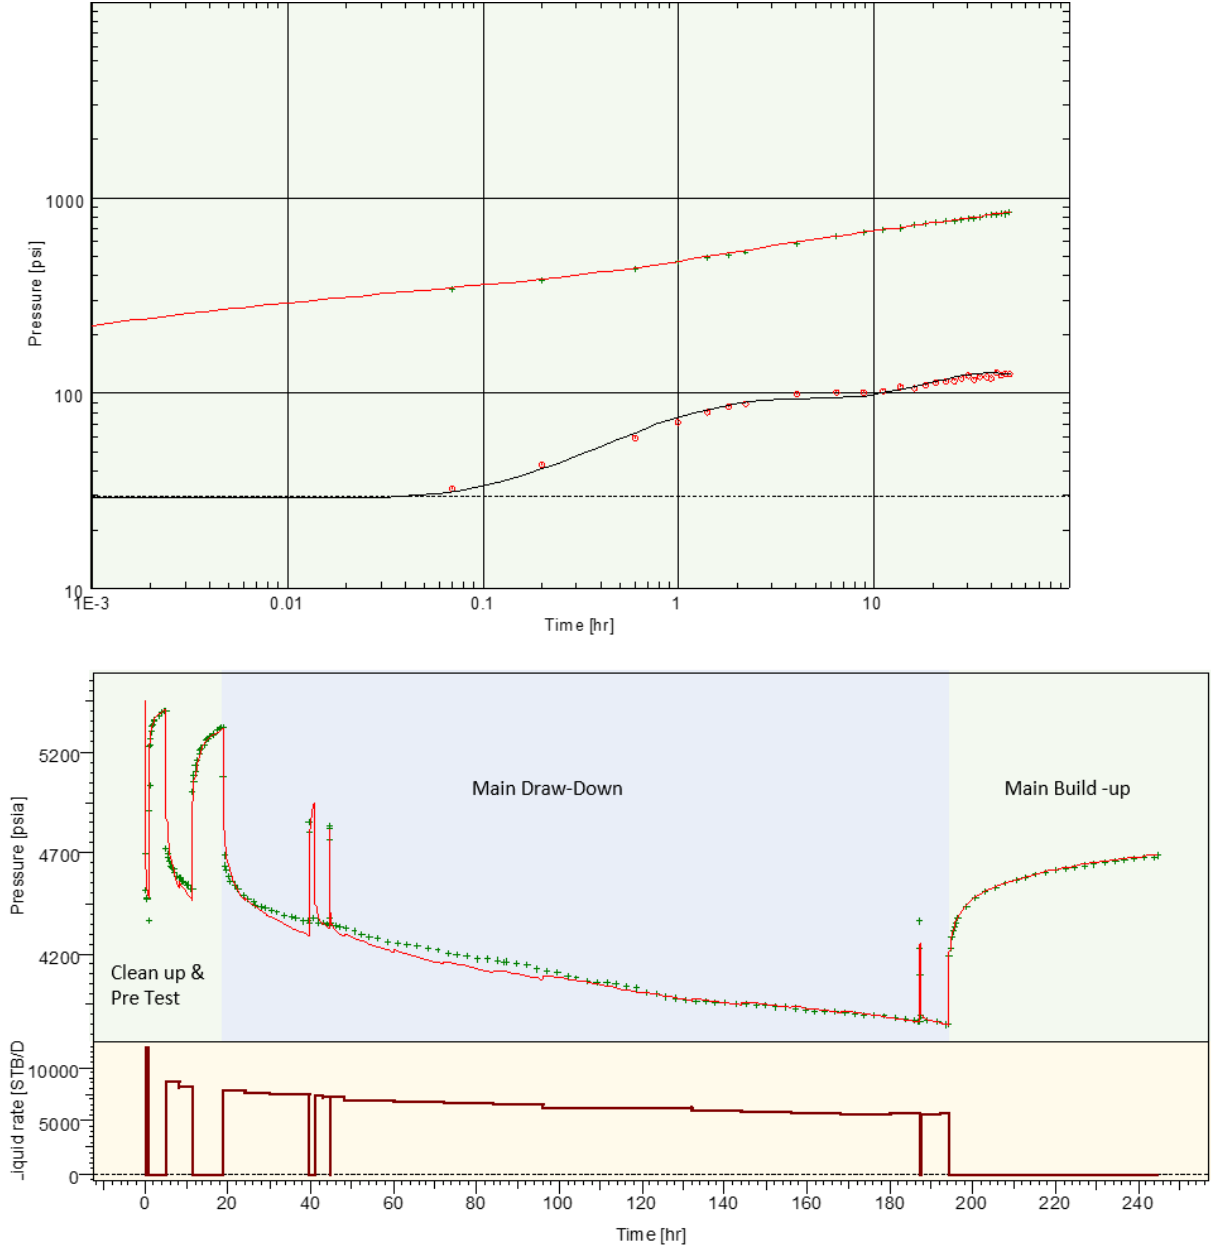 1000
100
10
Pressure [psi]
1E-3 0.01 0.1 1 10
Time [hr]
5200
4700
4200
Pressure [psia]
Main Draw-Down
Main Build -up
Clean up &
Pre Test
10000
5000
0
iquid rate [STB/D
0 20 40 60 80 100 120 140 160 180 200 220 240
Time [hr]